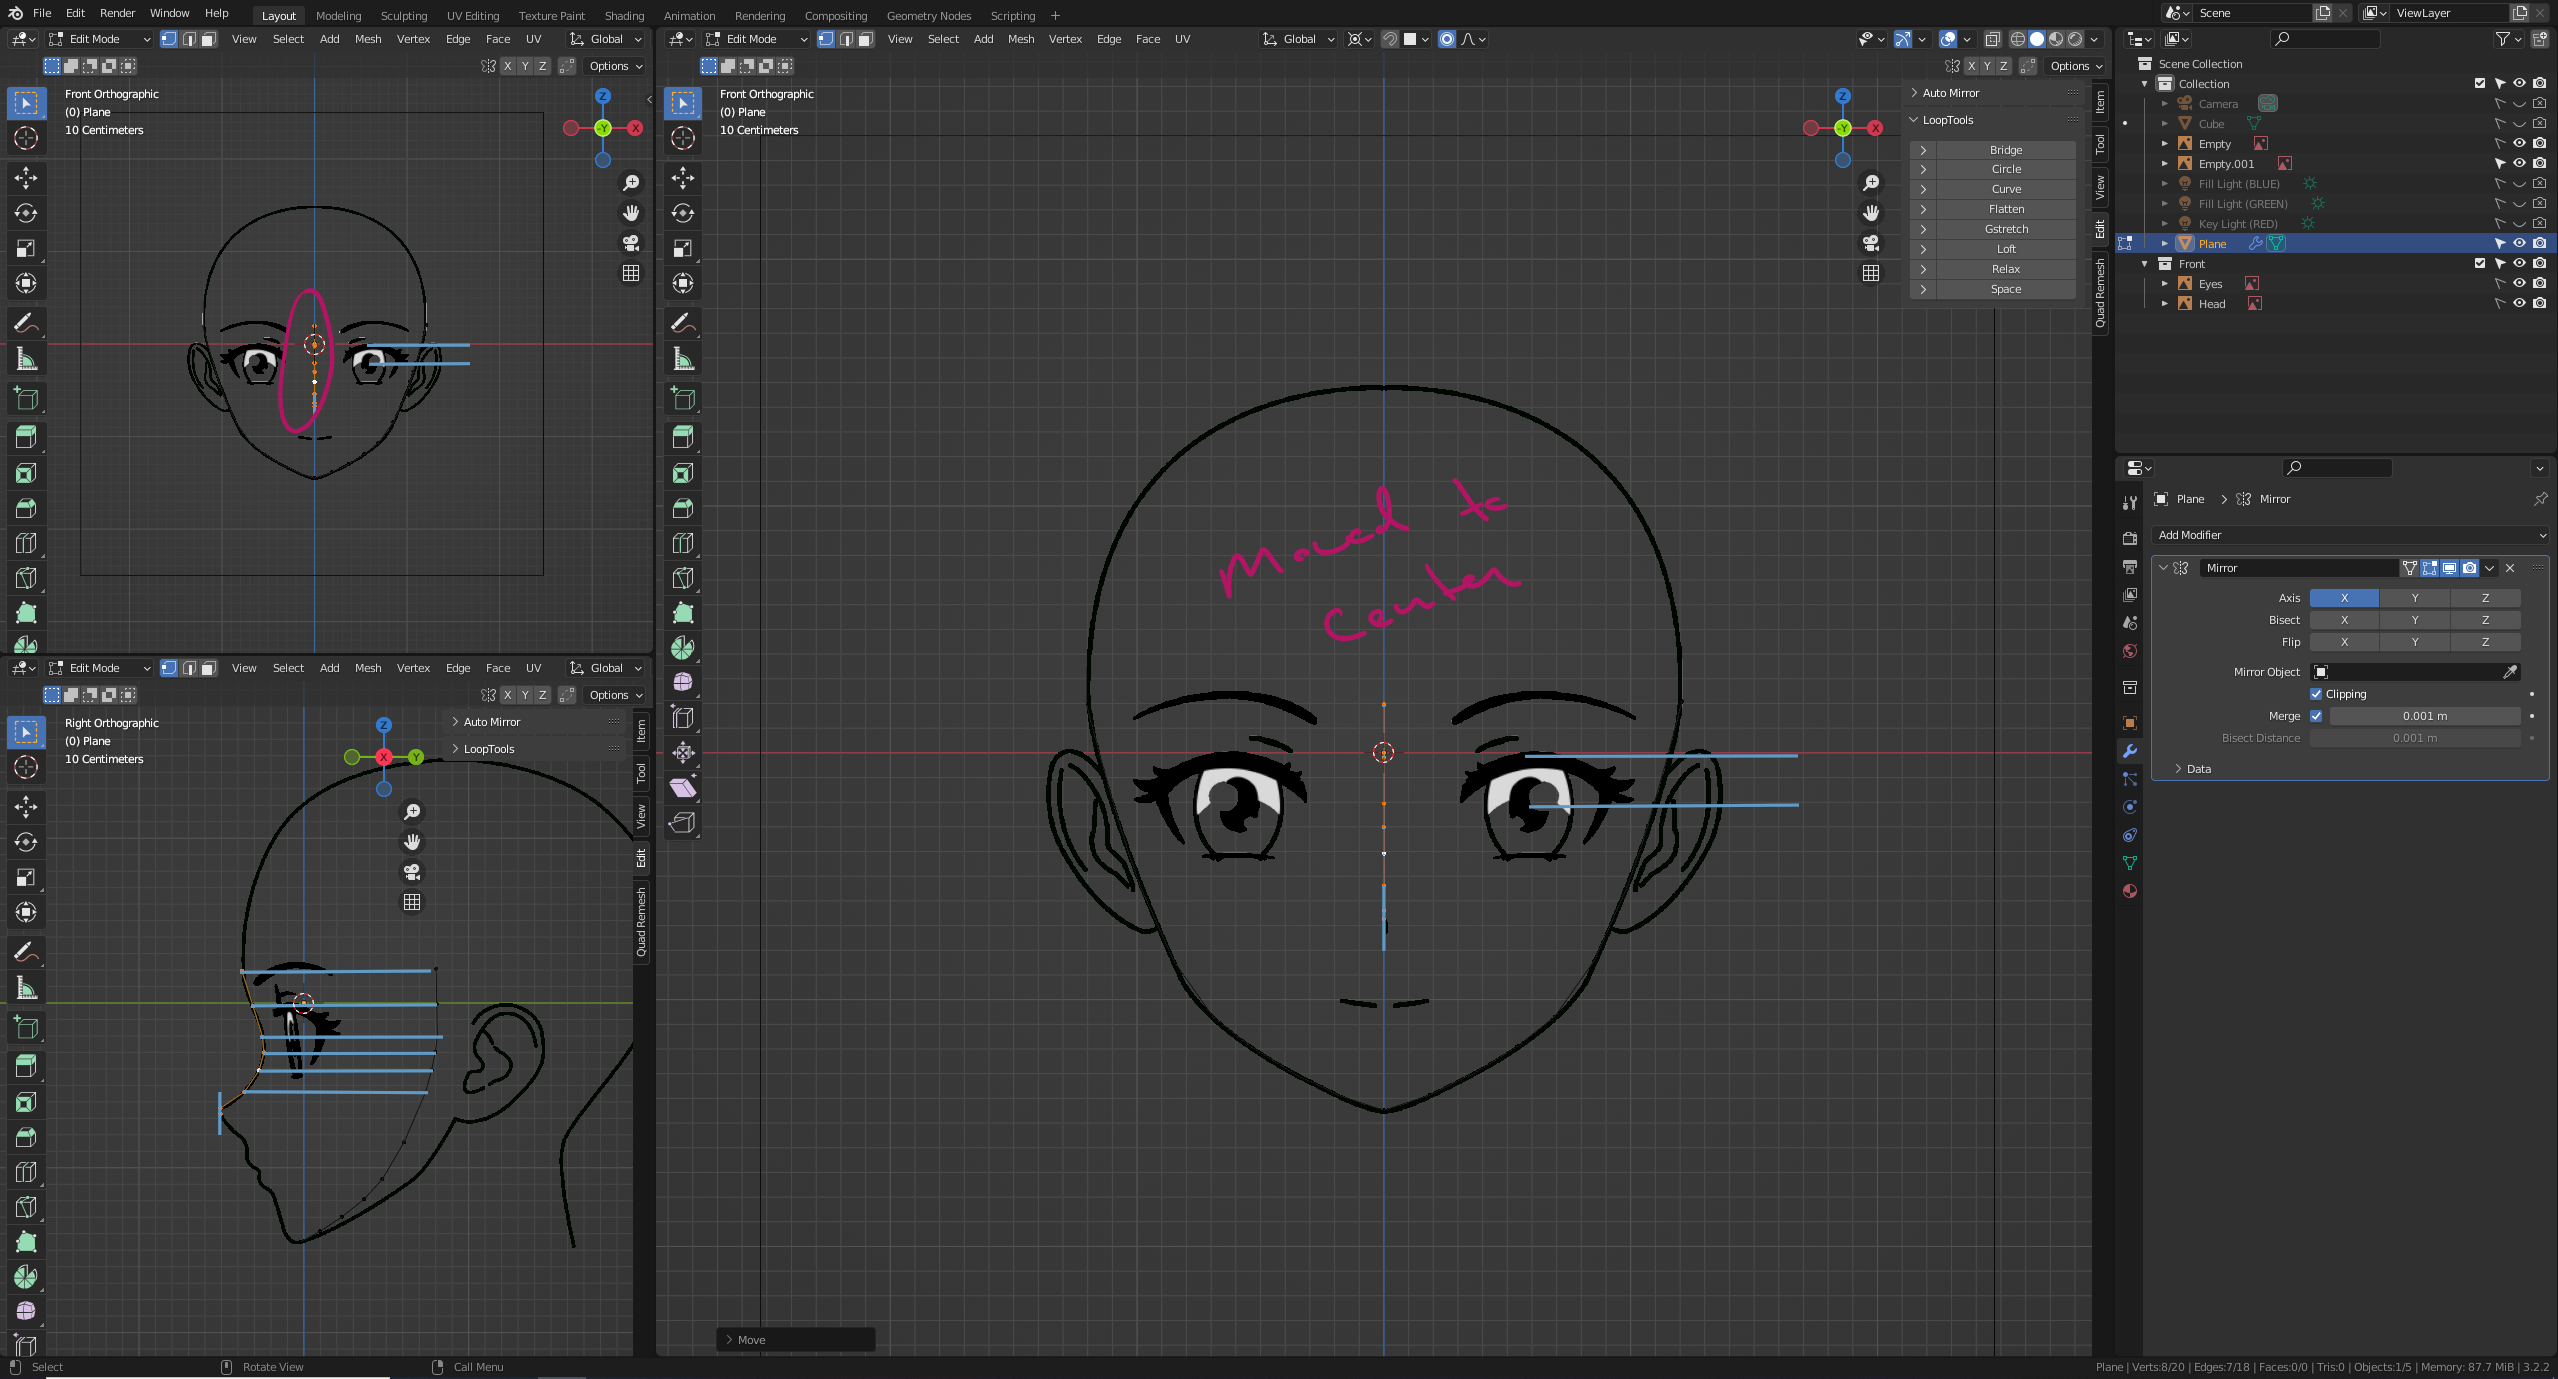 File Edit Render Window Help
Layout Modeling Sculpting UV Editing Texture Paint Shading Animation Rendering Compositing Geometry Nodes Scripting +
Scene
ViewLayer
Edit Mode View Select Add Mesh Vertex Edge Face UV Global
X Y Z Options
Front Orthographic
(0) Plane
10 Centimeters
Z
-Y
X
Edit Mode View Select Add Mesh Vertex Edge Face UV Global
X Y Z Options
Front Orthographic
(0) Plane
10 Centimeters
Z
-Y
X
Auto Mirror
LoopTools
Bridge
Circle
Curve
Flatten
Gstretch
Loft
Relax
Space
Item
Tool
View
Edit
Quad Remesh
Moved to
Center
Move
Edit Mode View Select Add Mesh Vertex Edge Face UV Global
X Y Z Options
Right Orthographic
(0) Plane
10 Centimeters
Z
X
Y
Auto Mirror
LoopTools
Item
Tool
View
Edit
Quad Remesh
Scene Collection
Collection
Camera
Cube
Empty
Empty.001
Fill Light (BLUE)
Fill Light (GREEN)
Key Light (RED)
Plane
Front
Eyes
Head
Plane > Mirror
Add Modifier
Mirror
Axis X Y Z
Bisect X Y Z
Flip X Y Z
Mirror Object
Clipping
Merge 0.001 m
Bisect Distance 0.001 m
Data
Select Rotate View Call Menu
Plane | Verts:8/20 | Edges:7/18 | Faces:0/0 | Tris:0 | Objects:1/5 | Memory: 87.7 MiB | 3.2.2